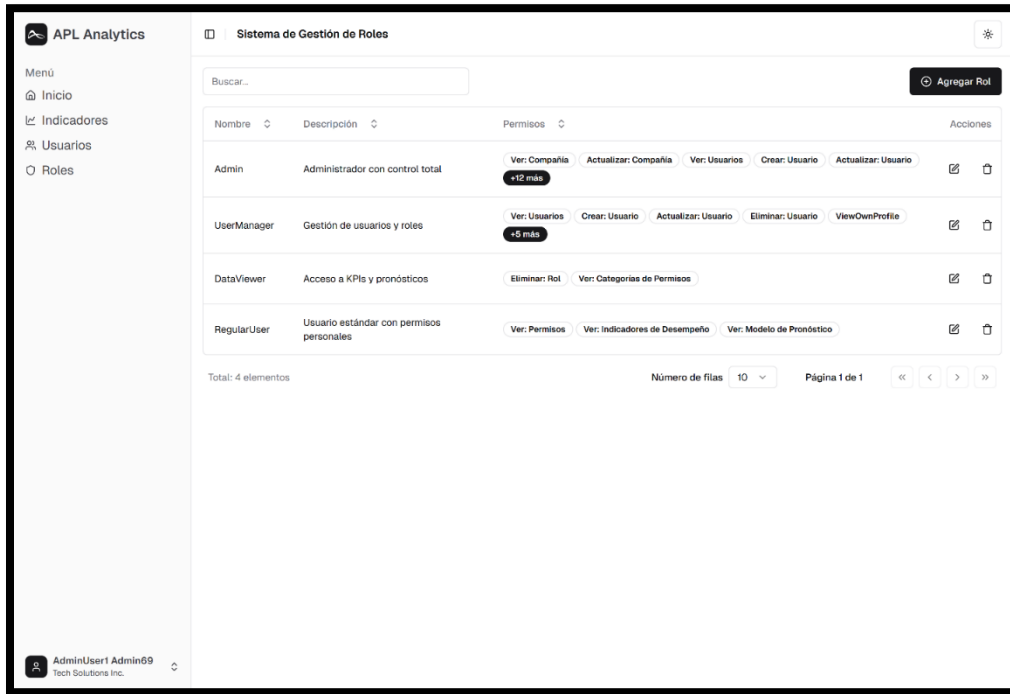 APL Analytics
Sistema de Gestión de Roles
Menú
Inicio
Indicadores
Usuarios
Roles
Buscar...
Agregar Rol
Nombre Descripción Permisos Acciones
Admin Administrador con control total Ver: Compañía Actualizar: Compañía Ver: Usuarios Crear: Usuario Actualizar: Usuario
+12 más
UserManager Gestión de usuarios y roles Ver: Usuarios Crear: Usuario Actualizar: Usuario Eliminar: Usuario ViewOwnProfile
+5 más
DataViewer Acceso a KPIs y pronósticos Eliminar: Rol Ver: Categorias de Permisos
RegularUser Usuario estándar con permisos
personales
Ver: Permisos Ver: Indicadores de Desempeño Ver: Modelo de Pronóstico
Total: 4 elementos Número de filas 10 Página 1 de 1
AdminUser1 Admin69
Tech Solutions Inc.